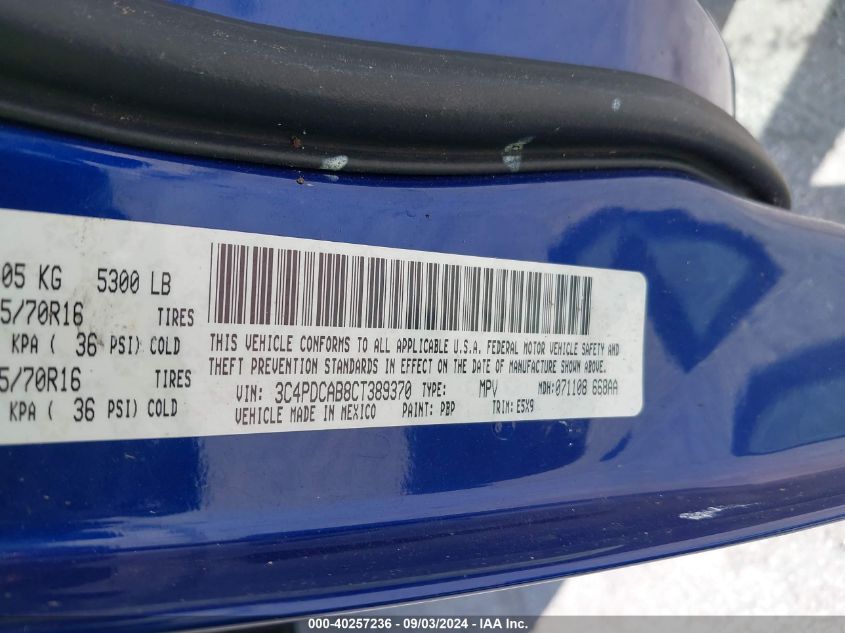 05 KG 5300 LB
5/70R16 TIRES
KPA ( 36 PSI) COLD
5/70R16 TIRES
KPA ( 36 PSI) COLD
THIS VEHICLE CONFORMS TO ALL APPLICABLE U.S.A. FEDERAL MOTOR VEHICLE SAFETY AND
THEFT PREVENTION STANDARDS IN EFFECT ON THE DATE OF MANUFACTURE SHOWN ABOVE.
VIN: 3C4PDCAB8CT389370 TYPE: MPV MDH: 071108 668AA
VEHICLE MADE IN MEXICO PAINT: PBP TRIM: E5X9
000-40257236 - 09/03/2024 - IAA Inc.